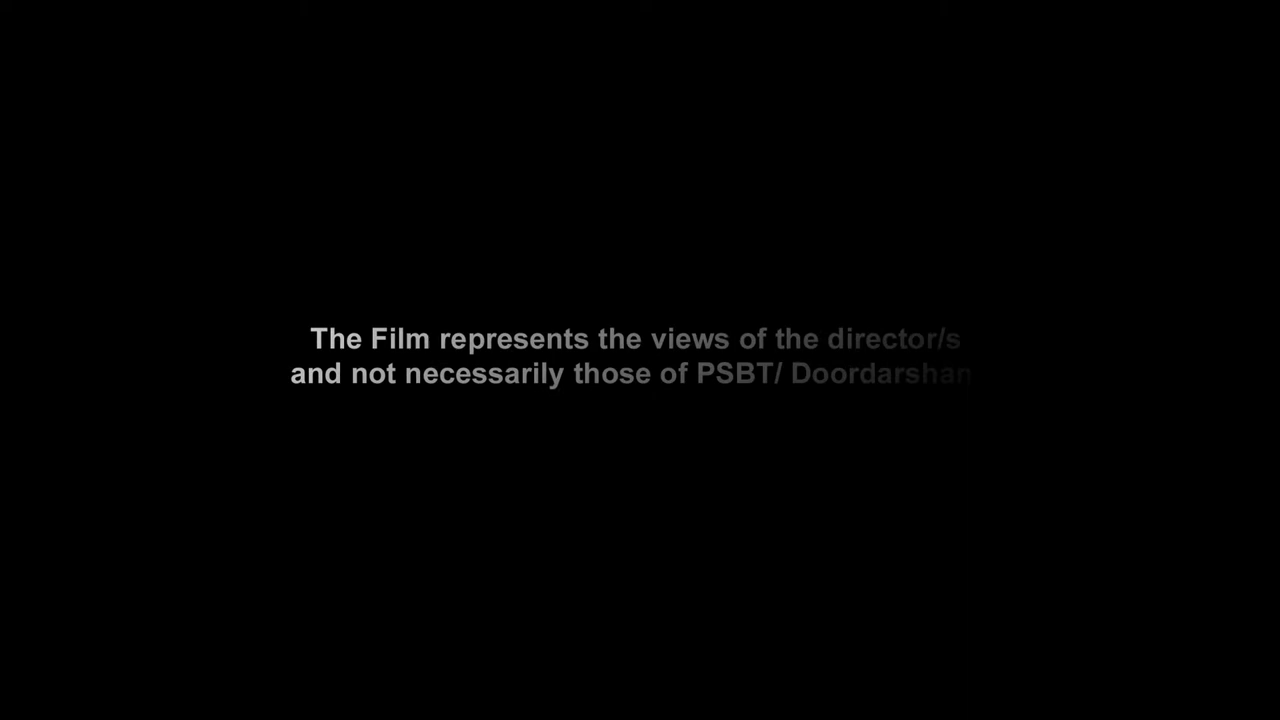 The Film represents the views of the director/s
and not necessarily those of PSBT/ Doordarshan